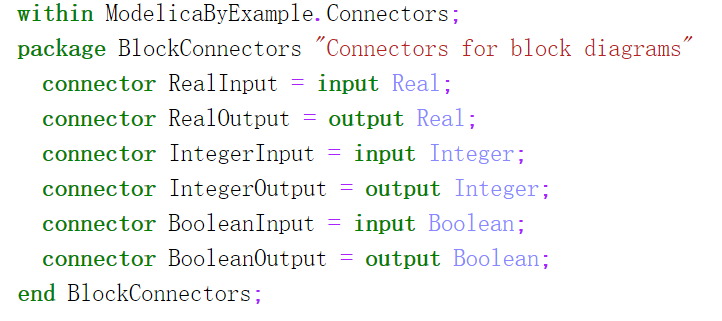 within ModelicaByExample.Connectors;
package BlockConnectors "Connectors for block diagrams"
  connector RealInput = input Real;
  connector RealOutput = output Real;
  connector IntegerInput = input Integer;
  connector IntegerOutput = output Integer;
  connector BooleanInput = input Boolean;
  connector BooleanOutput = output Boolean;
end BlockConnectors;